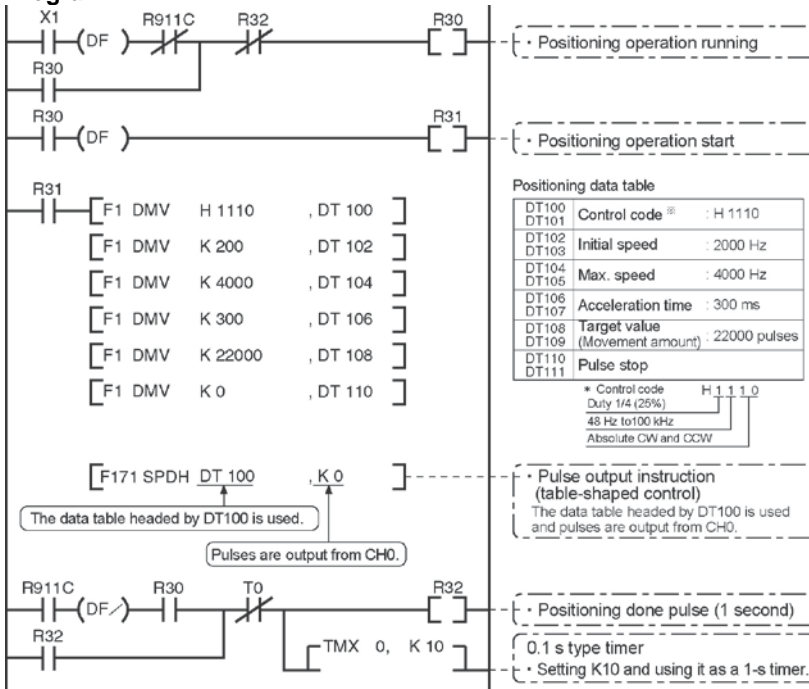 X1 R911C R32 R30
(DF )
· Positioning operation running
R30
R30 R31
(DF )
· Positioning operation start
R31
F1 DMV H 1110 , DT 100
F1 DMV K 200 , DT 102
F1 DMV K 4000 , DT 104
F1 DMV K 300 , DT 106
F1 DMV K 22000 , DT 108
F1 DMV K 0 , DT 110
Positioning data table
DT100
DT101
Control code ※ : H 1110
DT102
DT103
Initial speed : 2000 Hz
DT104
DT105
Max. speed : 4000 Hz
DT106
DT107
Acceleration time : 300 ms
DT108
DT109
Target value
(Movement amount) : 22000 pulses
DT110
DT111
Pulse stop
* Control code H 1 1 1 0
Duty 1/4 (25%)
48 Hz to100 kHz
Absolute CW and CCW
F171 SPDH DT 100 , K 0
The data table headed by DT100 is used.
Pulses are output from CH0.
· Pulse output instruction
(table-shaped control)
The data table headed by DT100 is used
and pulses are output from CH0.
R911C R30 T0 R32
(DF/)
· Positioning done pulse (1 second)
R32
TMX 0, K 10
0.1 s type timer
· Setting K10 and using it as a 1-s timer.